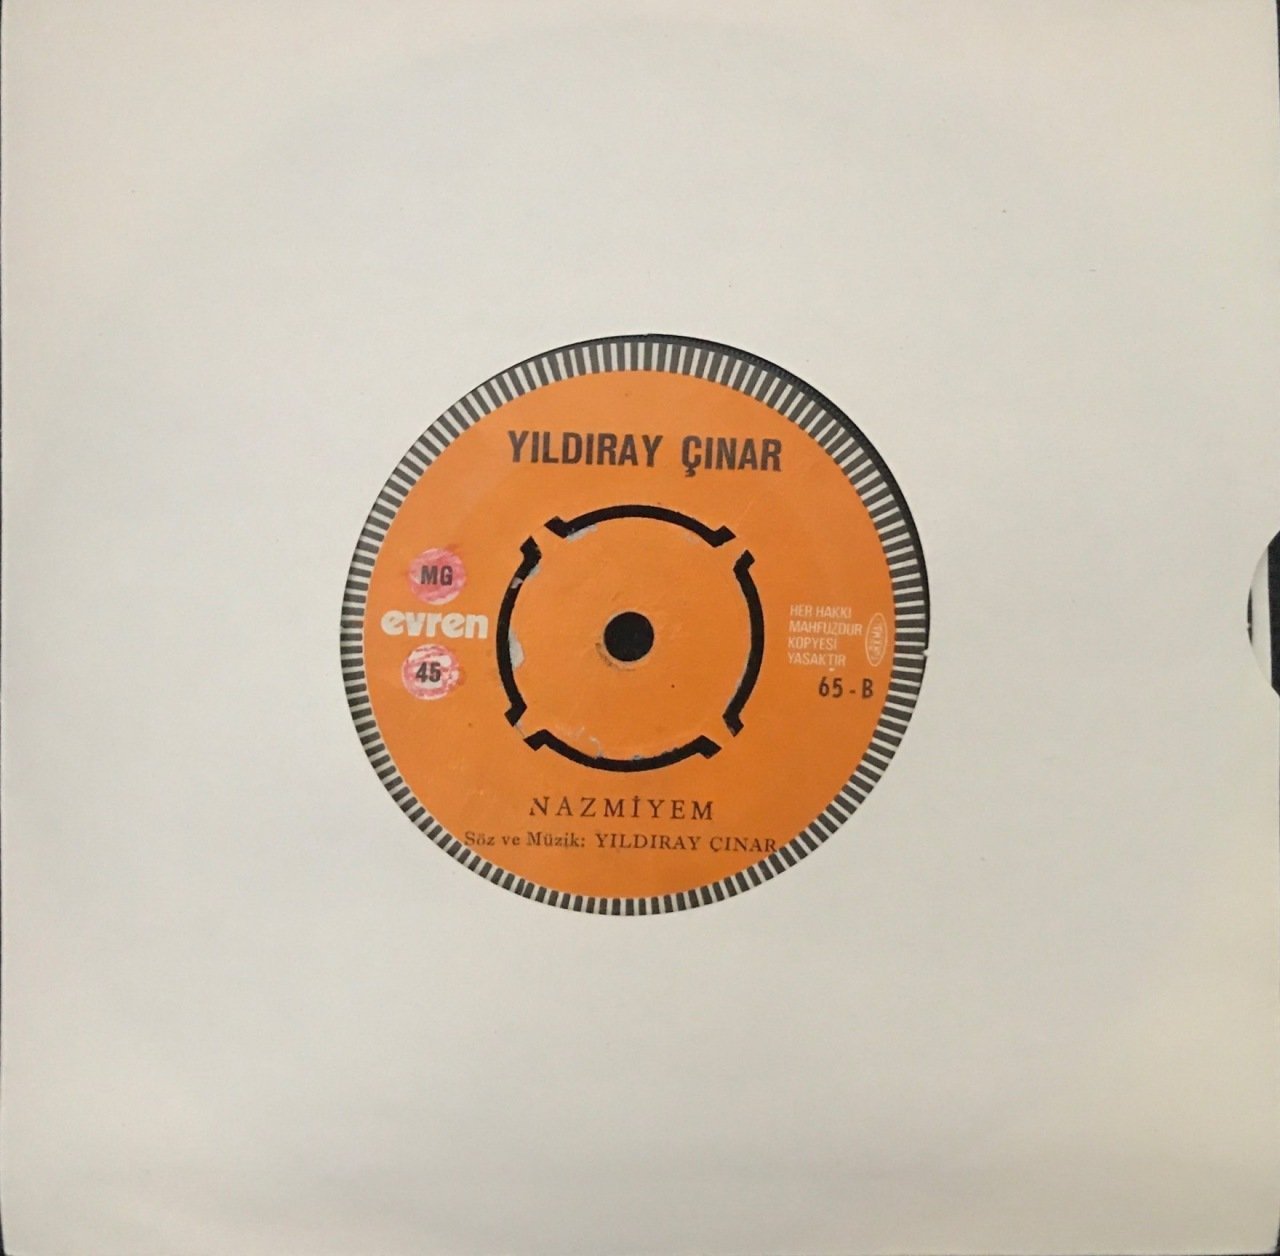 YILDIRAY ÇINAR
MG
evren
45
HER HAKKI
MAHFUZDUR
KOPYESİ
YASAKTIR
65 - B
NAZMİYEM
Söz ve Müzik: YILDIRAY ÇINAR